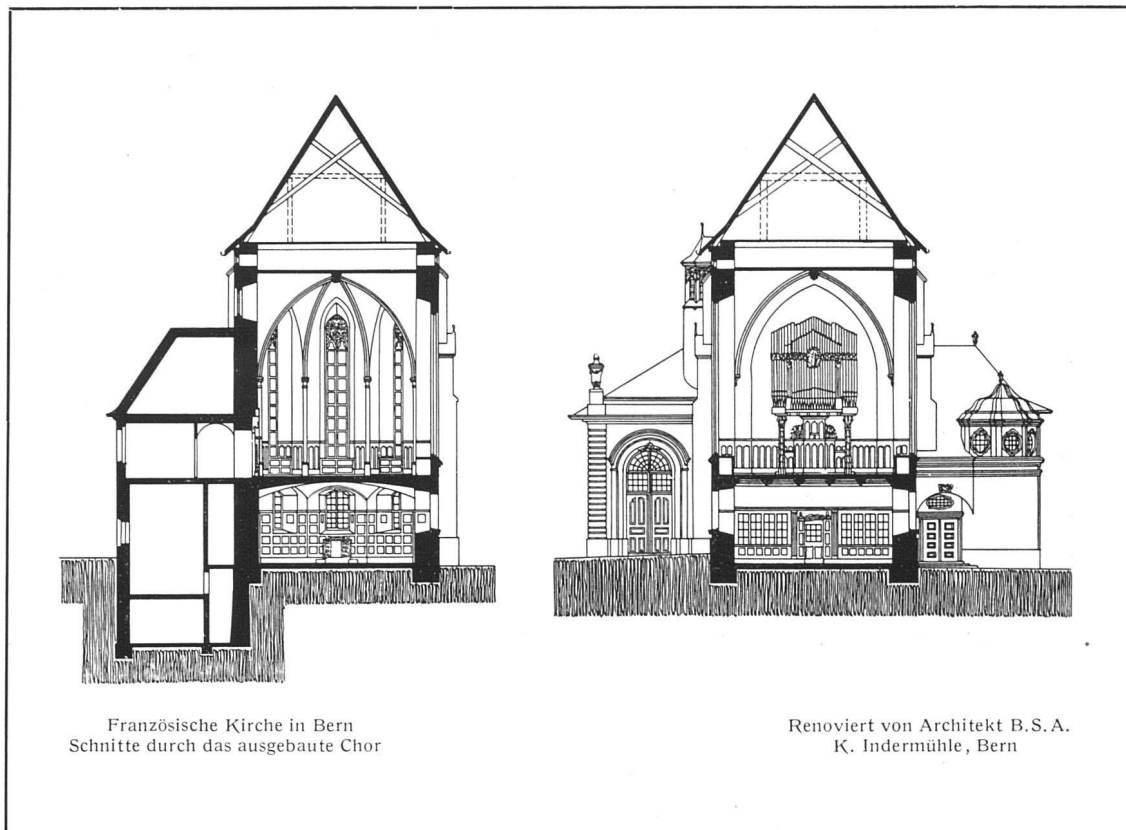 Französische Kirche in Bern
Schnitte durch das ausgebaute Chor
Renoviert von Architekt B.S.A.
K. Indermühle, Bern